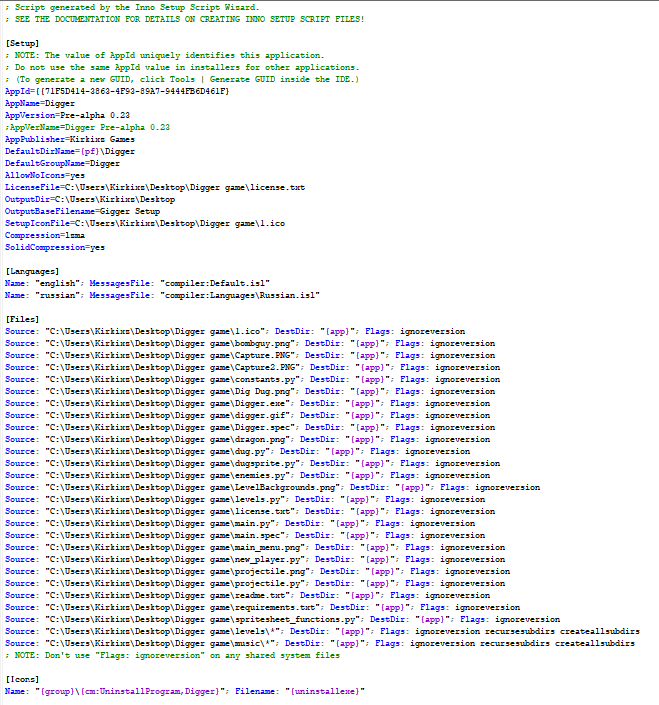 ; Script generated by the Inno Setup Script Wizard.
; SEE THE DOCUMENTATION FOR DETAILS ON CREATING INNO SETUP SCRIPT FILES!
[Setup]
; NOTE: The value of AppId uniquely identifies this application.
; Do not use the same AppId value in installers for other applications.
; (To generate a new GUID, click Tools | Generate GUID inside the IDE.)
AppId={{71F5D414-3863-4F93-89A7-9444FB6D461F}
AppName=Digger
AppVersion=Pre-alpha 0.23
;AppVerName=Digger Pre-alpha 0.23
AppPublisher=Kirkixs Games
DefaultDirName={pf}\Digger
DefaultGroupName=Digger
AllowNoIcons=yes
LicenseFile=C:\Users\Kirkixs\Desktop\Digger game\license.txt
OutputDir=C:\Users\Kirkixs\Desktop
OutputBaseFilename=Gigger Setup
SetupIconFile=C:\Users\Kirkixs\Desktop\Digger game\1.ico
Compression=lzma
SolidCompression=yes
[Languages]
Name: "english"; MessagesFile: "compiler:Default.isl"
Name: "russian"; MessagesFile: "compiler:Languages\Russian.isl"
[Files]
Source: "C:\Users\Kirkixs\Desktop\Digger game\1.ico"; DestDir: "{app}"; Flags: ignoreversion
Source: "C:\Users\Kirkixs\Desktop\Digger game\bombguy.png"; DestDir: "{app}"; Flags: ignoreversion
Source: "C:\Users\Kirkixs\Desktop\Digger game\Capture.PNG"; DestDir: "{app}"; Flags: ignoreversion
Source: "C:\Users\Kirkixs\Desktop\Digger game\Capture2.PNG"; DestDir: "{app}"; Flags: ignoreversion
Source: "C:\Users\Kirkixs\Desktop\Digger game\constants.py"; DestDir: "{app}"; Flags: ignoreversion
Source: "C:\Users\Kirkixs\Desktop\Digger game\Dig Dug.png"; DestDir: "{app}"; Flags: ignoreversion
Source: "C:\Users\Kirkixs\Desktop\Digger game\Digger.exe"; DestDir: "{app}"; Flags: ignoreversion
Source: "C:\Users\Kirkixs\Desktop\Digger game\digger.gif"; DestDir: "{app}"; Flags: ignoreversion
Source: "C:\Users\Kirkixs\Desktop\Digger game\Digger.spec"; DestDir: "{app}"; Flags: ignoreversion
Source: "C:\Users\Kirkixs\Desktop\Digger game\dragon.png"; DestDir: "{app}"; Flags: ignoreversion
Source: "C:\Users\Kirkixs\Desktop\Digger game\dug.py"; DestDir: "{app}"; Flags: ignoreversion
Source: "C:\Users\Kirkixs\Desktop\Digger game\dugsprite.py"; DestDir: "{app}"; Flags: ignoreversion
Source: "C:\Users\Kirkixs\Desktop\Digger game\enemies.py"; DestDir: "{app}"; Flags: ignoreversion
Source: "C:\Users\Kirkixs\Desktop\Digger game\LevelBackgrounds.png"; DestDir: "{app}"; Flags: ignoreversion
Source: "C:\Users\Kirkixs\Desktop\Digger game\levels.py"; DestDir: "{app}"; Flags: ignoreversion
Source: "C:\Users\Kirkixs\Desktop\Digger game\license.txt"; DestDir: "{app}"; Flags: ignoreversion
Source: "C:\Users\Kirkixs\Desktop\Digger game\main.py"; DestDir: "{app}"; Flags: ignoreversion
Source: "C:\Users\Kirkixs\Desktop\Digger game\main.spec"; DestDir: "{app}"; Flags: ignoreversion
Source: "C:\Users\Kirkixs\Desktop\Digger game\main_menu.png"; DestDir: "{app}"; Flags: ignoreversion
Source: "C:\Users\Kirkixs\Desktop\Digger game\new_player.py"; DestDir: "{app}"; Flags: ignoreversion
Source: "C:\Users\Kirkixs\Desktop\Digger game\projectile.png"; DestDir: "{app}"; Flags: ignoreversion
Source: "C:\Users\Kirkixs\Desktop\Digger game\projectile.py"; DestDir: "{app}"; Flags: ignoreversion
Source: "C:\Users\Kirkixs\Desktop\Digger game\readme.txt"; DestDir: "{app}"; Flags: ignoreversion
Source: "C:\Users\Kirkixs\Desktop\Digger game\requirements.txt"; DestDir: "{app}"; Flags: ignoreversion
Source: "C:\Users\Kirkixs\Desktop\Digger game\spritesheet_functions.py"; DestDir: "{app}"; Flags: ignoreversion
Source: "C:\Users\Kirkixs\Desktop\Digger game\levels\*"; DestDir: "{app}"; Flags: ignoreversion recursesubdirs createallsubdirs
Source: "C:\Users\Kirkixs\Desktop\Digger game\music\*"; DestDir: "{app}"; Flags: ignoreversion recursesubdirs createallsubdirs
; NOTE: Don't use "Flags: ignoreversion" on any shared system files
[Icons]
Name: "{group}\{cm:UninstallProgram,Digger}"; Filename: "{uninstallexe}"